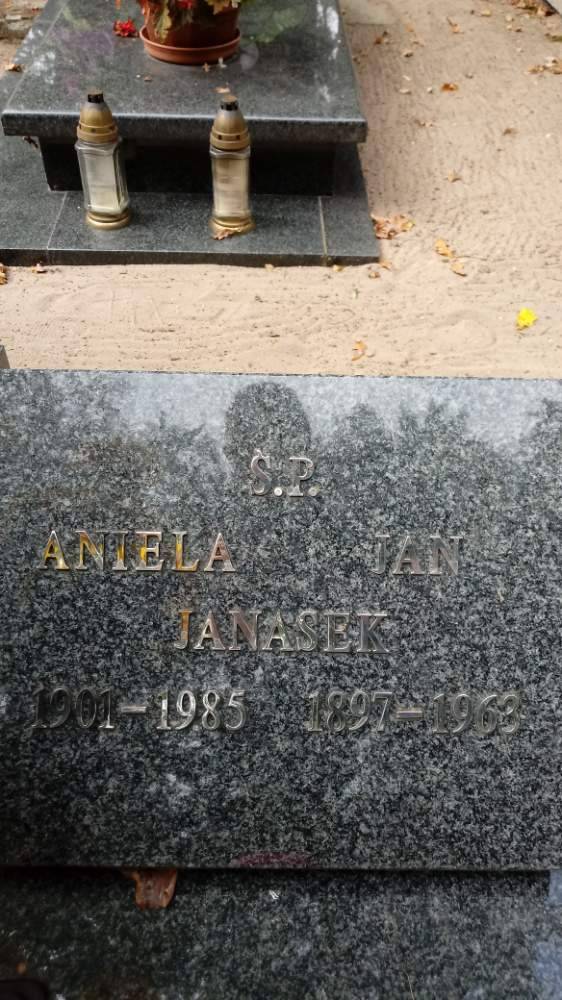 Ś.P.
ANIELA JAN
JANASEK
1901-1985 1897-1963